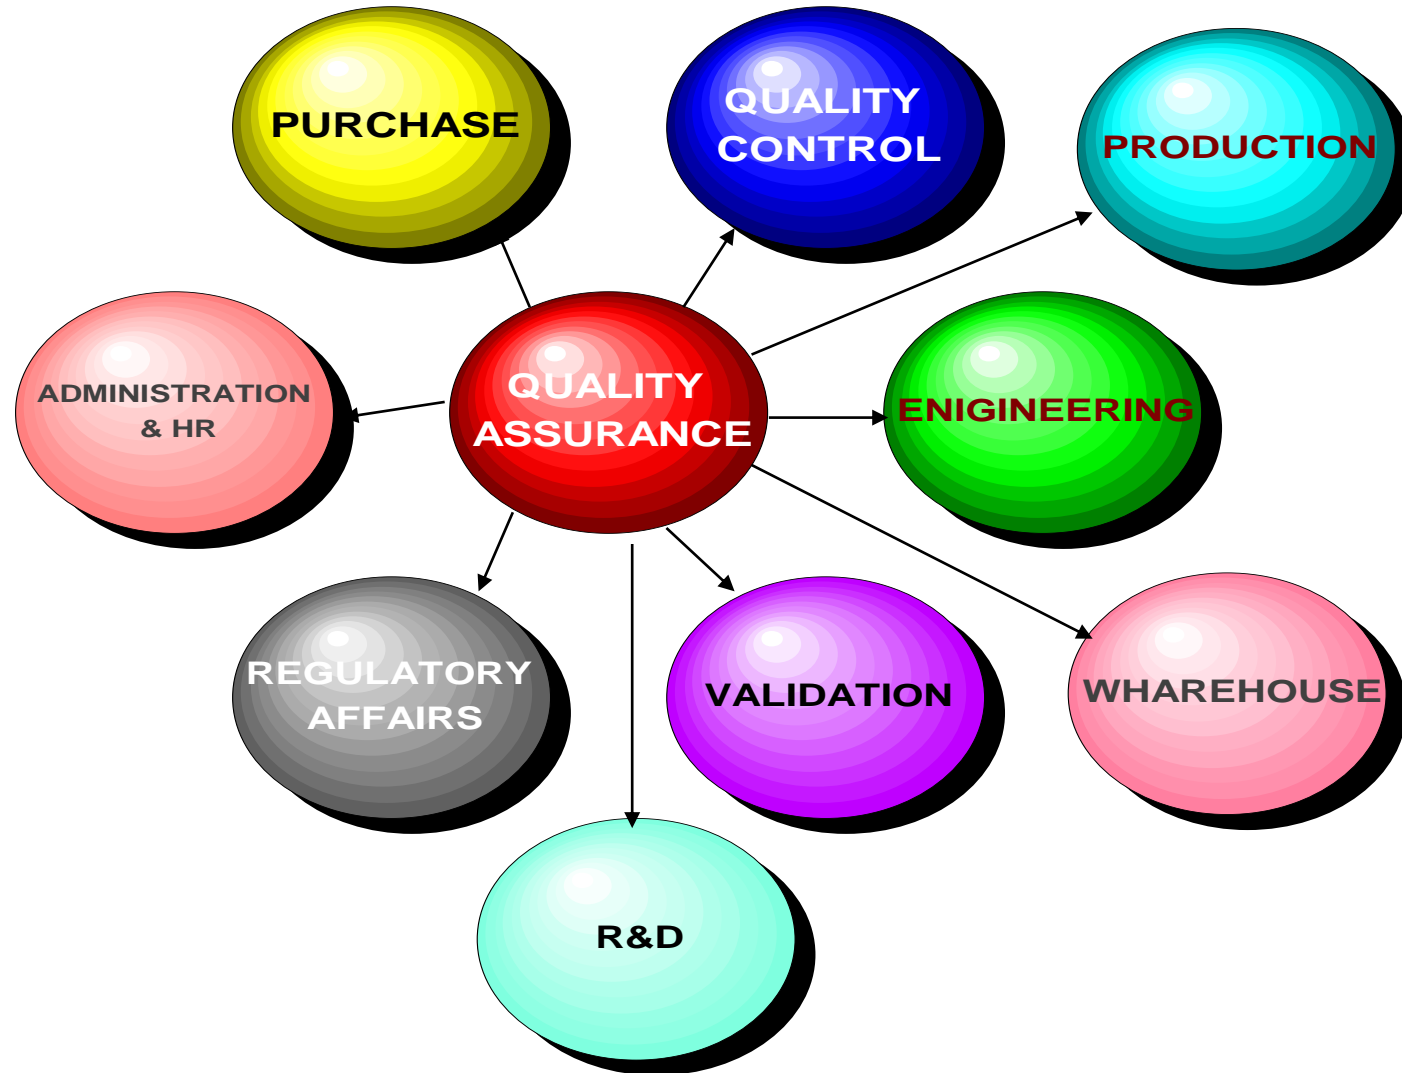 PURCHASE
QUALITY
CONTROL
PRODUCTION
ADMINISTRATION
& HR
QUALITY
ASSURANCE
ENIGINEERING
REGULATORY
AFFAIRS
VALIDATION
WHAREHOUSE
R&D